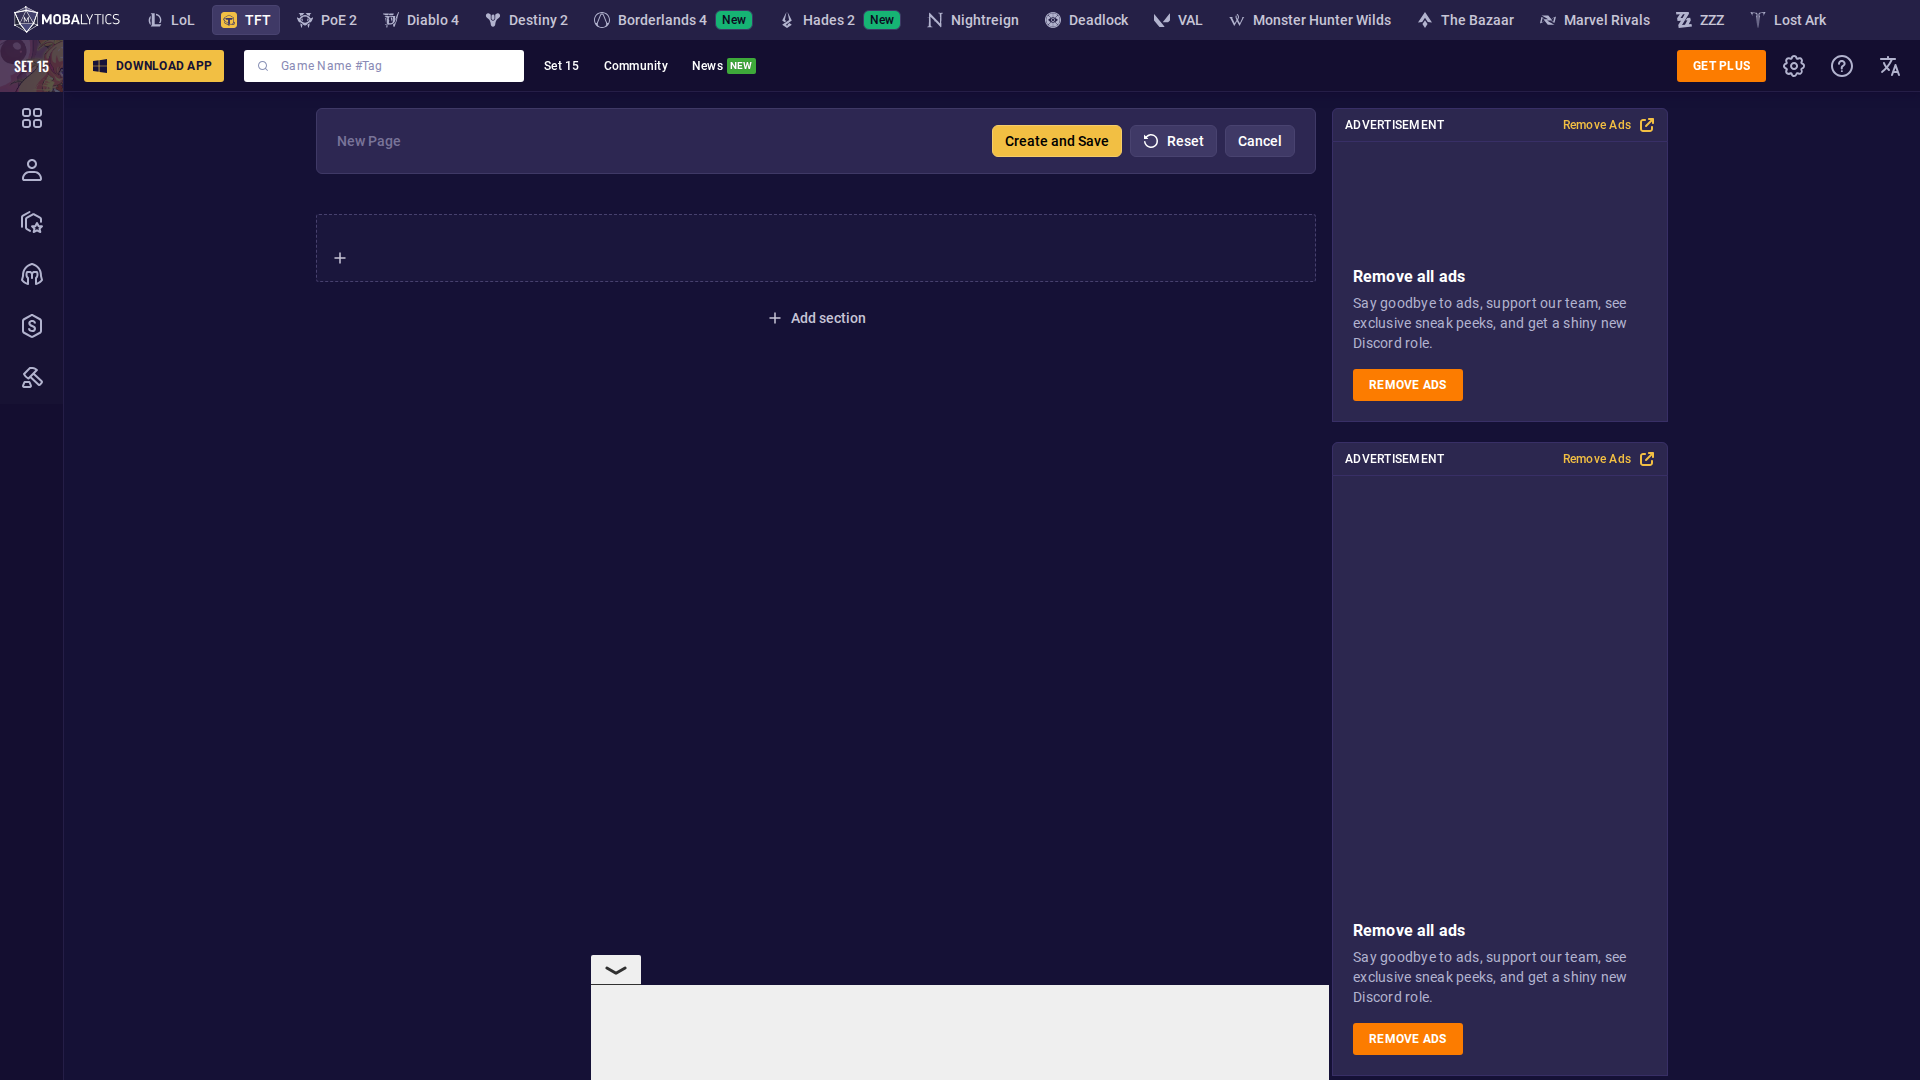 MOBALYTICS
LoL
TFT
PoE 2
Diablo 4
Destiny 2
Borderlands 4 New
Hades 2 New
Nightreign
Deadlock
VAL
Monster Hunter Wilds
The Bazaar
Marvel Rivals
ZZZ
Lost Ark
SET 15
DOWNLOAD APP
Game Name #Tag
Set 15
Community
News NEW
GET PLUS
New Page
Create and Save
Reset
Cancel
Add section
ADVERTISEMENT
Remove Ads
Remove all ads
Say goodbye to ads, support our team, see
exclusive sneak peeks, and get a shiny new
Discord role.
REMOVE ADS
ADVERTISEMENT
Remove Ads
Remove all ads
Say goodbye to ads, support our team, see
exclusive sneak peeks, and get a shiny new
Discord role.
REMOVE ADS